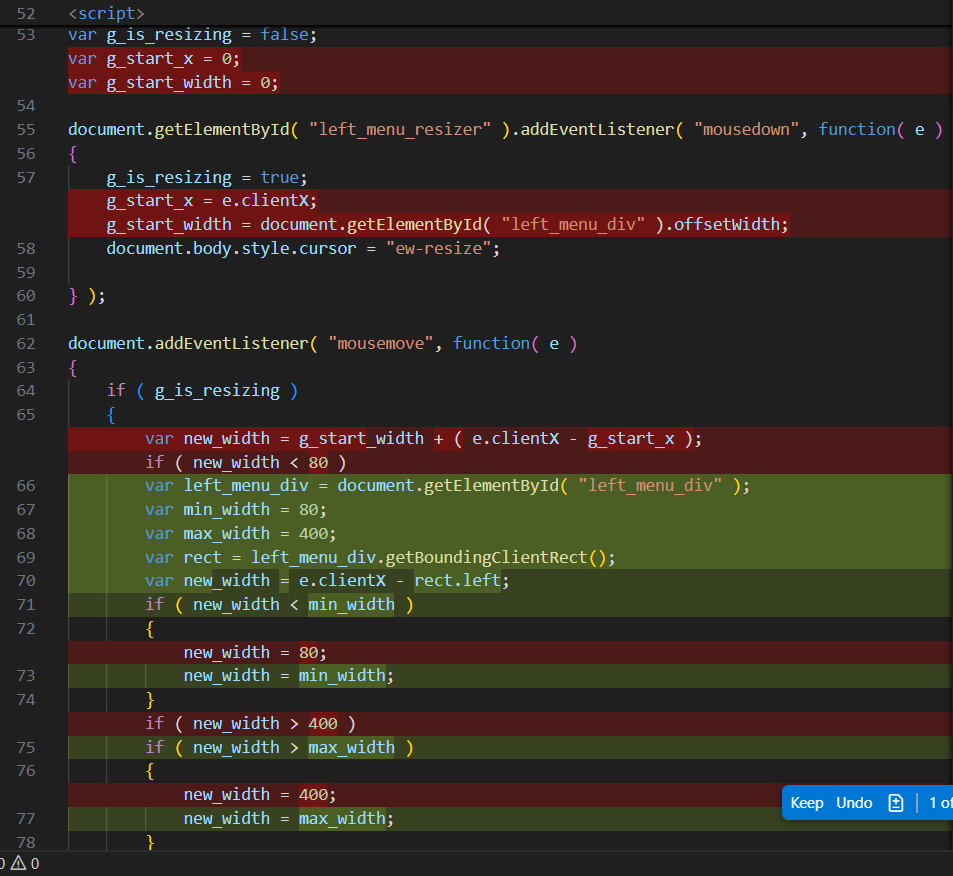 52 <script>
53 var g_is_resizing = false;
var g_start_x = 0;
var g_start_width = 0;
54
55 document.getElementById( "left_menu_resizer" ).addEventListener( "mousedown", function( e )
56 {
57 g_is_resizing = true;
g_start_x = e.clientX;
g_start_width = document.getElementById( "left_menu_div" ).offsetWidth;
58 document.body.style.cursor = "ew-resize";
59
60 } );
61
62 document.addEventListener( "mousemove", function( e )
63 {
64 if ( g_is_resizing )
65 {
var new_width = g_start_width + ( e.clientX - g_start_x );
if ( new_width < 80 )
66 var left_menu_div = document.getElementById( "left_menu_div" );
67 var min_width = 80;
68 var max_width = 400;
69 var rect = left_menu_div.getBoundingClientRect();
70 var new_width = e.clientX - rect.left;
71 if ( new_width < min_width )
72 {
new_width = 80;
73 new_width = min_width;
74 }
if ( new_width > 400 )
75 if ( new_width > max_width )
76 {
new_width = 400;
77 new_width = max_width;
78 }
Keep Undo 1 of
0 0